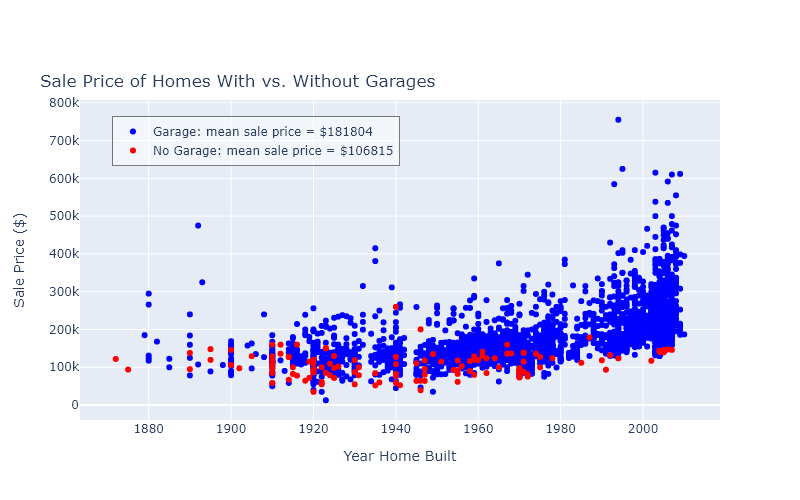 Sale Price of Homes With vs. Without Garages
800k
700k
600k
500k
400k
300k
200k
100k
0
Garage: mean sale price = $181804
No Garage: mean sale price = $106815
Sale Price ($)
1880
1900
1920
1940
1960
1980
2000
Year Home Built